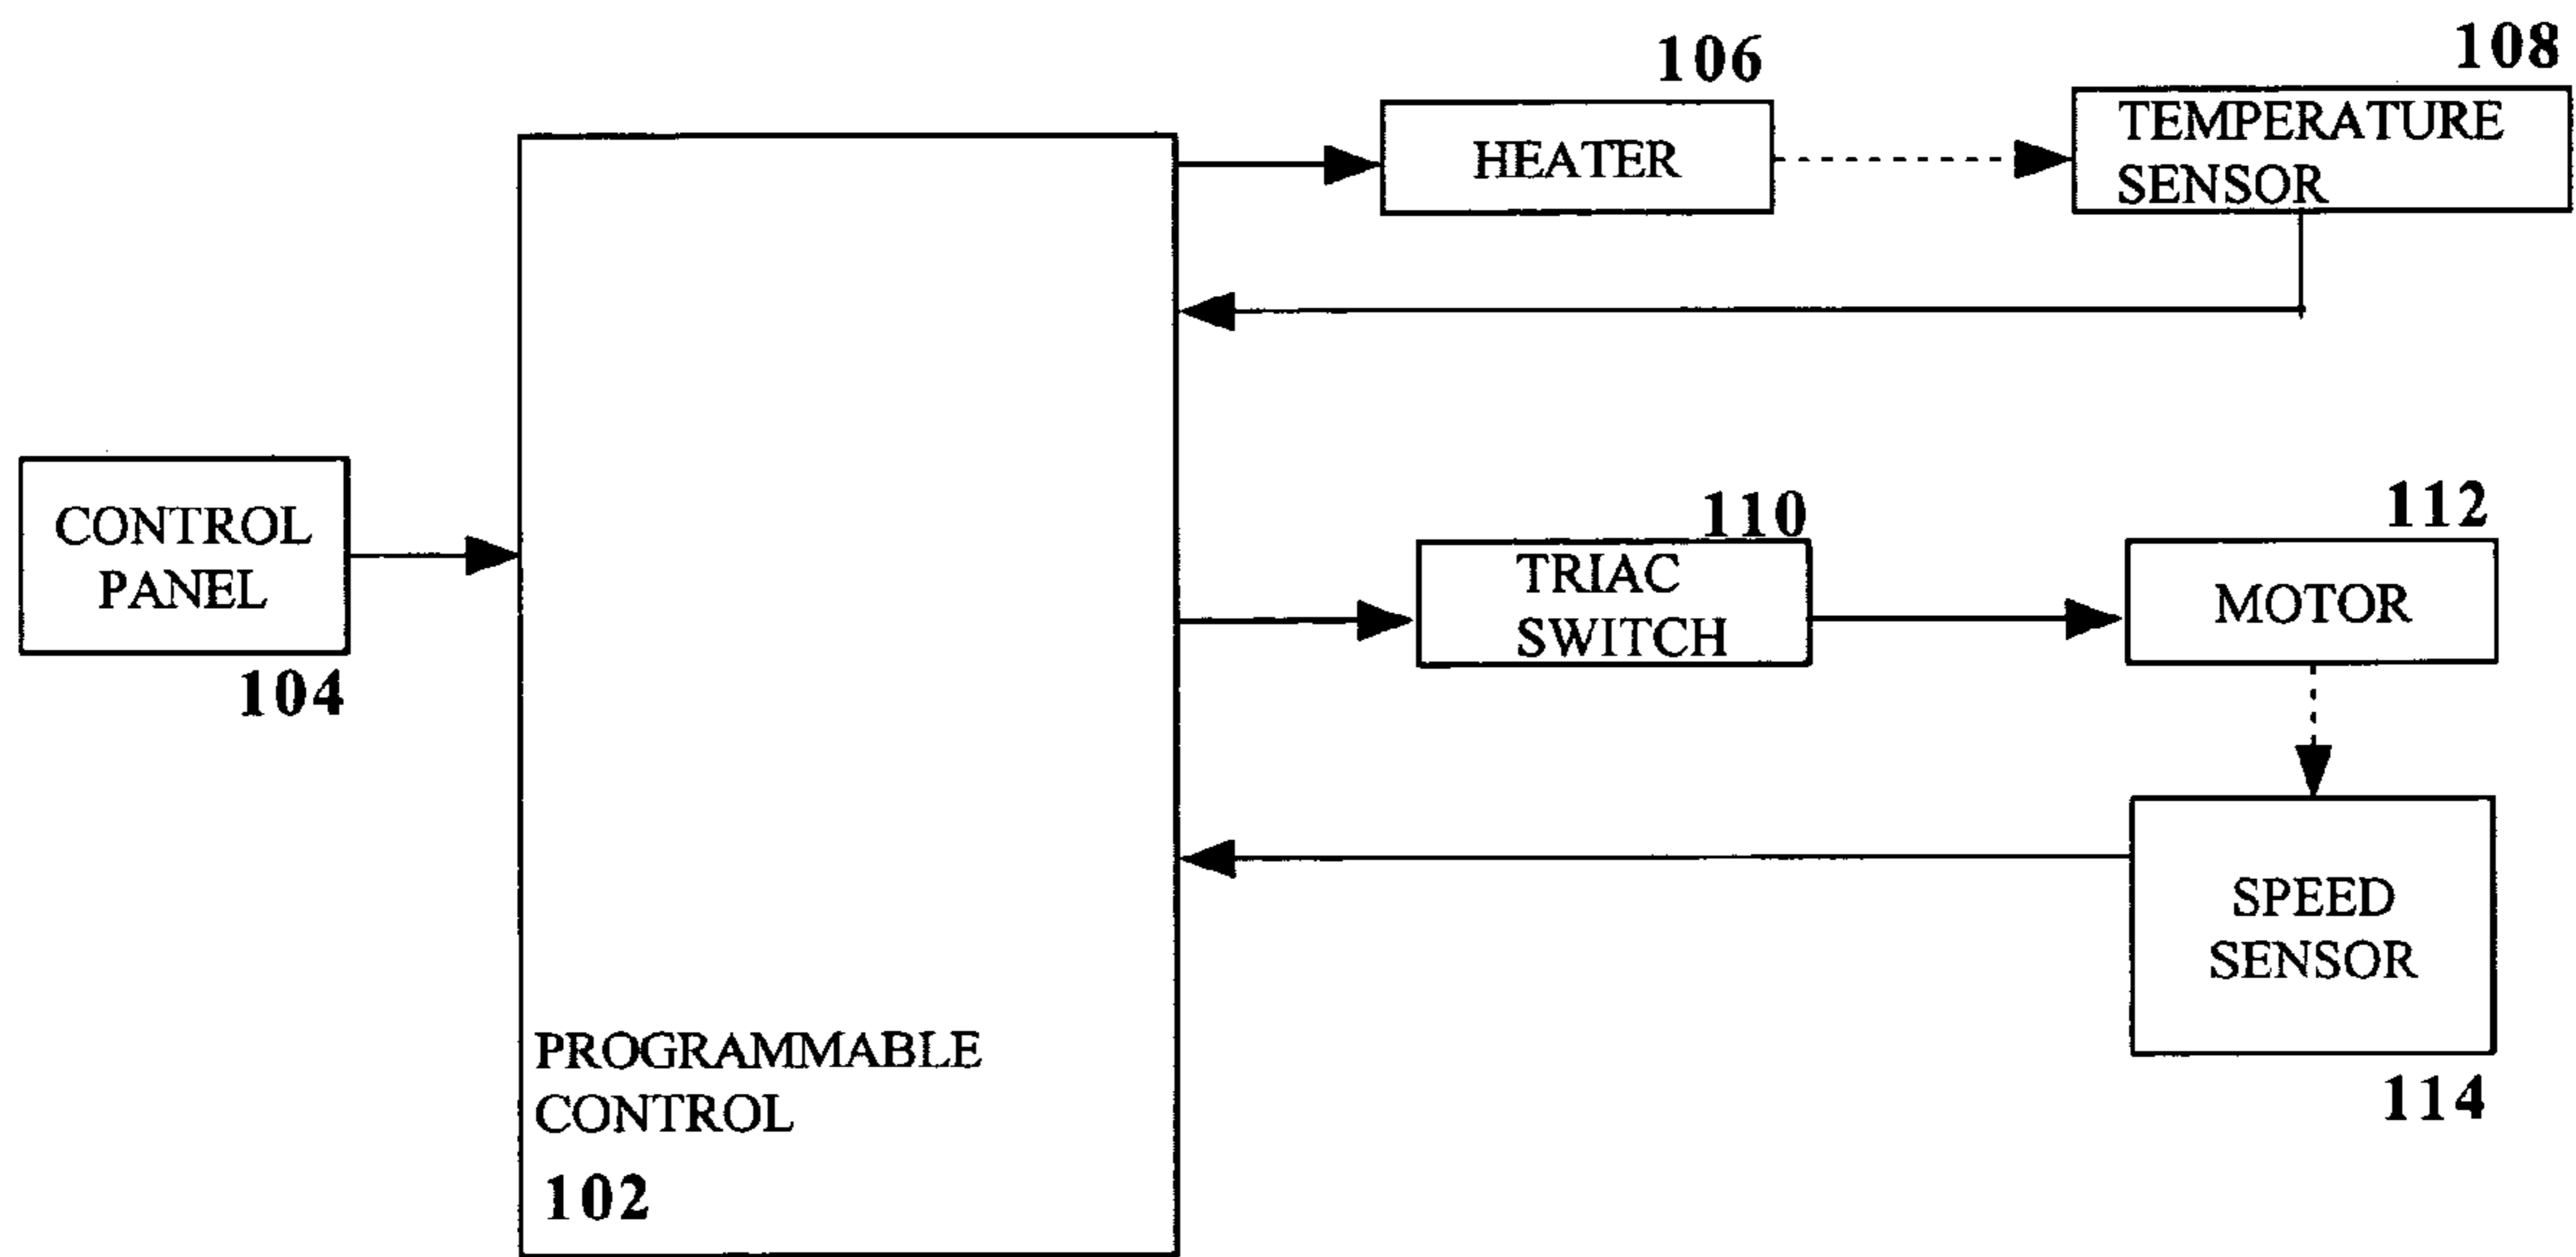 106
108
HEATER
TEMPERATURE
SENSOR
CONTROL
PANEL
104
110
TRIAC
SWITCH
112
MOTOR
SPEED
SENSOR
114
PROGRAMMABLE
CONTROL
102